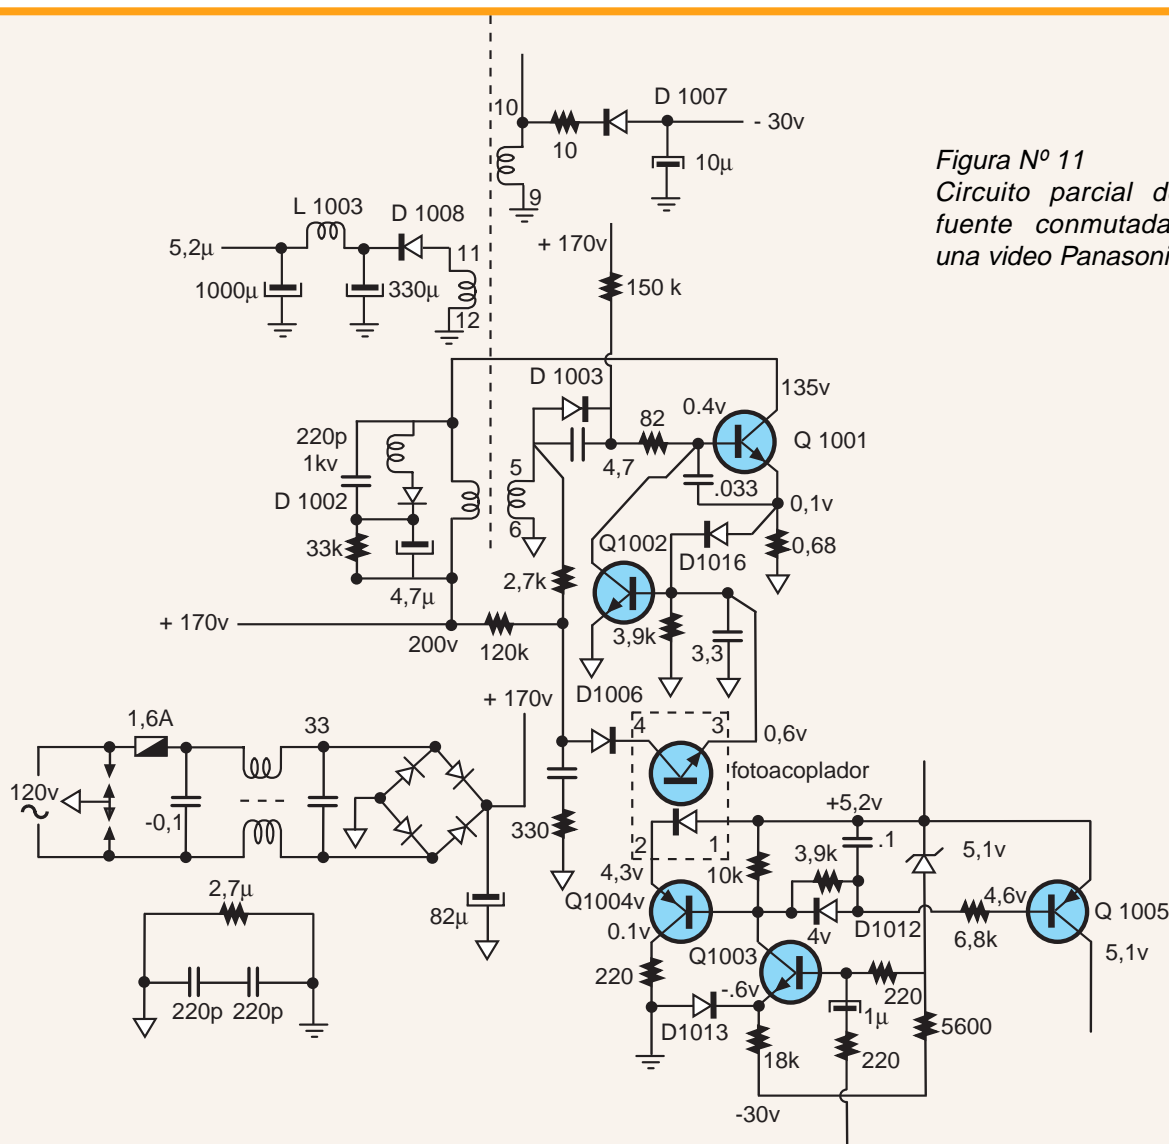 10
D 1007
- 30v
10
10µ
9
Figura Nº 11
Circuito parcial d
fuente conmutada
una video Panasoni
L 1003
D 1008
5,2µ
11
1000µ
330µ
12
+ 170v
150 k
D 1003
135v
0.4v
82
Q 1001
220p
1kv
5
4,7
.033
D 1002
6
0,1v
Q1002
D1016
0,68
33k
2,7k
4,7µ
3,9k
3,3
+ 170v
200v
120k
+ 170v
D1006
4
3
0,6v
1,6A
33
fotoacoplador
120v
-0,1
330
+5,2v
2
1
3,9k
.1
5,1v
4,3v
10k
4,6v
2,7µ
82µ
Q1004v
4v
D1012
6,8k
Q 1005
0.1v
Q1003
5,1v
220
-.6v
220
220p
220p
1µ
5600
D1013
18k
220
-30v